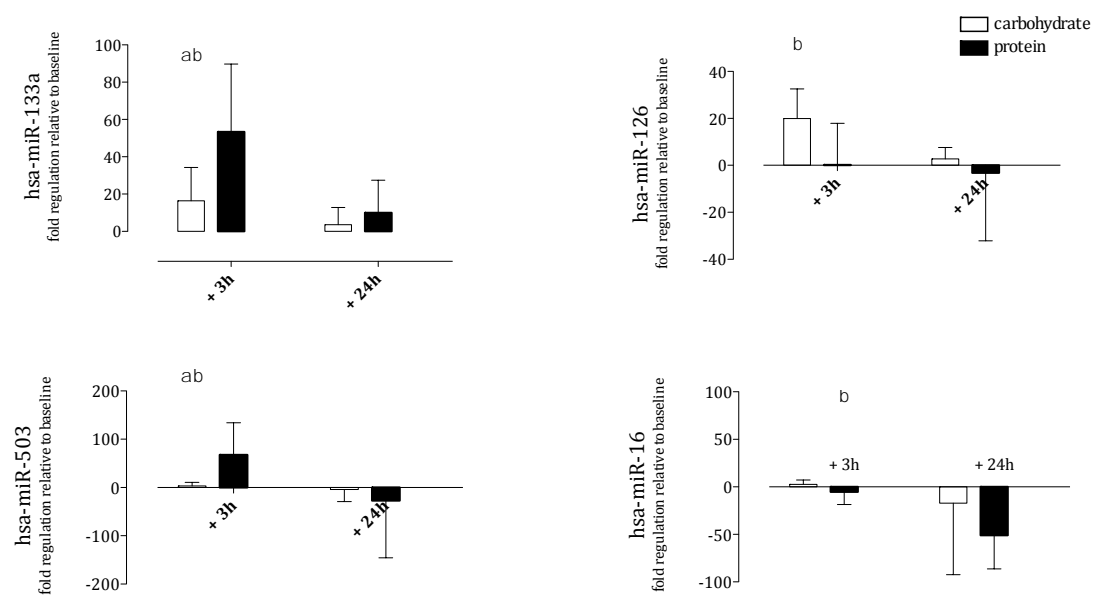 carbohydrate
protein
hsa-miR-133a
fold regulation relative to baseline
ab
100
80
60
40
20
0
+ 3h
+ 24h
hsa-miR-126
fold regulation relative to baseline
b
40
20
0
-20
-40
+ 3h
+ 24h
hsa-miR-503
fold regulation relative to baseline
ab
200
100
0
-100
-200
+ 3h
+ 24h
hsa-miR-16
fold regulation relative to baseline
b
100
50
0
-50
-100
+ 3h
+ 24h